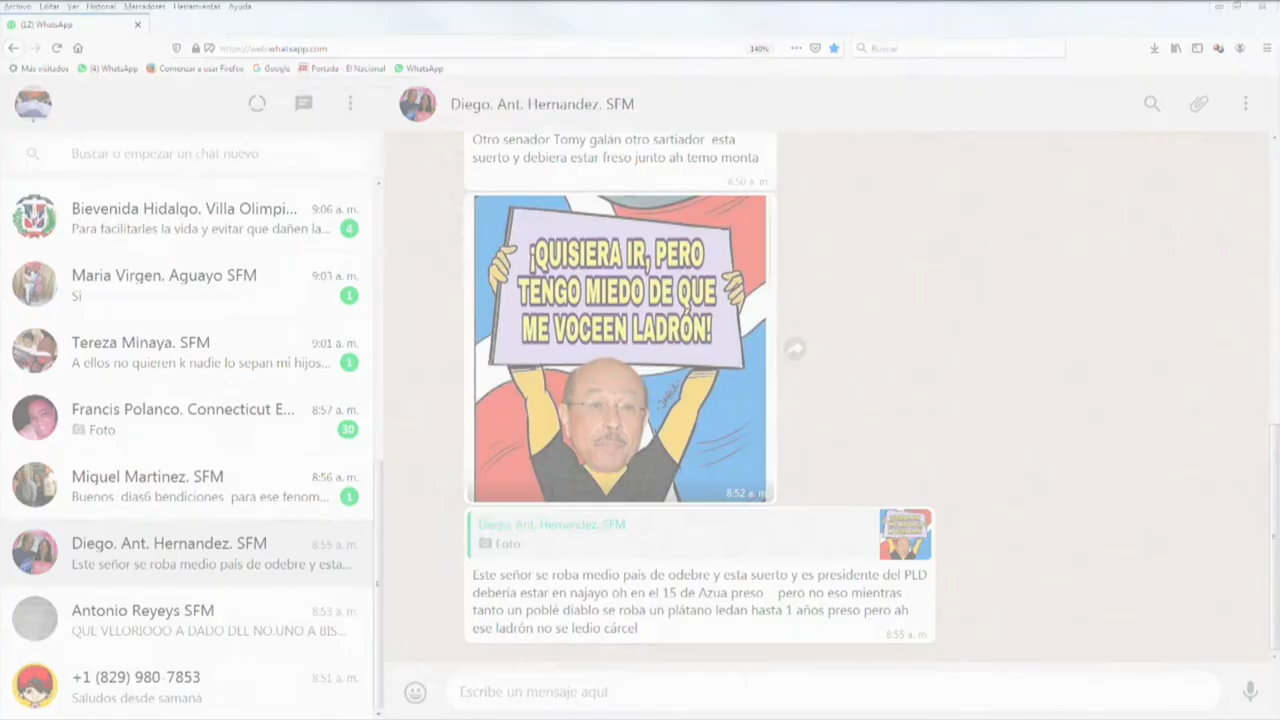 Archivo Editar Ver Historial Marcadores Herramientas Ayuda
(12) WhatsApp
https://web.whatsapp.com
140%
Buscar
Más visitados
(4) WhatsApp
Comenzar a usar Firefox
Google
Portada - El Nacional
WhatsApp
Diego. Ant. Hernandez. SFM
Buscar o empezar un chat nuevo
Bievenida Hidalgo. Villa Olimpi... 9:06 a. m.
Para facilitarles la vida y evitar que dañen la... 4
Maria Virgen. Aguayo SFM 9:03 a. m.
Si 1
Tereza Minaya. SFM 9:01 a. m.
A ellos no quieren k nadie lo sepan mi hijos... 1
Francis Polanco. Connecticut E... 8:57 a. m.
Foto 30
Miguel Martinez. SFM 8:56 a. m.
Buenos dias6 bendiciones para ese fenom... 1
Diego. Ant. Hernandez. SFM 8:55 a. m.
Este señor se roba medio país de odebre y esta...
Antonio Reyeys SFM 8:53 a. m.
QUE VELORIOOO A DADO DEL NO.UNO A BIS...
+1 (829) 980-7853 8:51 a. m.
Saludos desde samaná
Otro senador Tomy galán otro sartiador esta
suerto y debiera estar freso junto ah temo monta
8:50 a. m.
¡QUISIERA IR, PERO
TENGO MIEDO DE QUE
ME VOCEEN LADRÓN!
8:52 a. m.
Diego. Ant. Hernandez. SFM
Foto
Este señor se roba medio país de odebre y esta suerto y es presidente del PLD
debería estar en najayo oh en el 15 de Azua preso pero no eso mientras
tanto un poblé diablo se roba un plátano ledan hasta 1 años preso pero ah
ese ladrón no se ledio cárcel
8:55 a. m.
Escribe un mensaje aquí